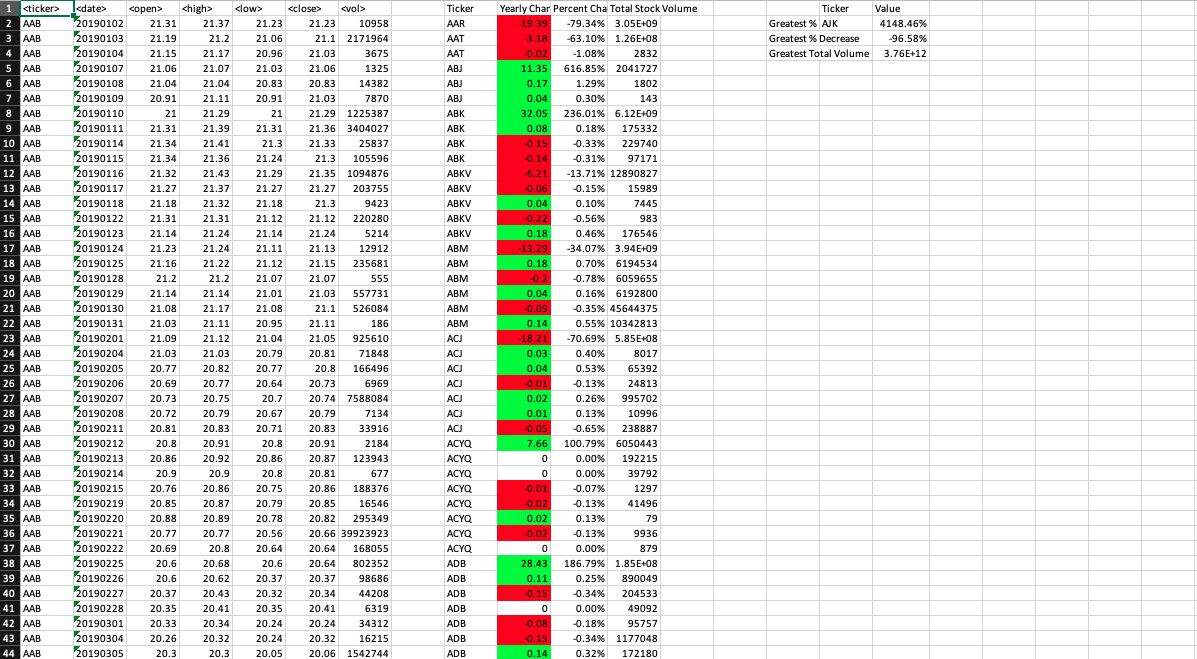 1 <ticker> <date> <open> <high> <low> <close> <vol> Ticker Yearly Char Percent Cha Total Stock Volume Ticker Value
2 AAB 20190102 21.31 21.37 21.23 21.23 10958 AAR -19.39 -79.34% 3.05E+09 Greatest % AJK 4148.46%
3 AAB 20190103 21.19 21.2 21.06 21.1 2171964 AAT -3.18 -63.10% 1.26E+08 Greatest % Decrease -96.58%
4 AAB 20190104 21.15 21.17 20.96 21.03 3675 AAT -0.02 -1.08% 2832 Greatest Total Volume 3.76E+12
5 AAB 20190107 21.06 21.07 21.03 21.06 1325 ABJ 11.35 616.85% 2041727
6 AAB 20190108 21.04 21.04 20.83 20.83 14382 ABJ 0.17 1.29% 1802
7 AAB 20190109 20.91 21.11 20.91 21.03 7870 ABJ 0.04 0.30% 143
8 AAB 20190110 21 21.29 21 21.29 1225387 ABK 32.05 236.01% 6.12E+09
9 AAB 20190111 21.31 21.39 21.31 21.36 3404027 ABK 0.08 0.18% 175332
10 AAB 20190114 21.34 21.41 21.3 21.33 25837 ABK -0.15 -0.33% 229740
11 AAB 20190115 21.34 21.36 21.24 21.3 105596 ABK -0.14 -0.31% 97171
12 AAB 20190116 21.32 21.43 21.29 21.35 1094876 ABKV -6.21 -13.71% 12890827
13 AAB 20190117 21.27 21.37 21.27 21.27 203755 ABKV -0.06 -0.15% 15989
14 AAB 20190118 21.18 21.32 21.18 21.3 9423 ABKV 0.04 0.10% 7445
15 AAB 20190122 21.31 21.31 21.12 21.12 220280 ABKV -0.22 -0.56% 983
16 AAB 20190123 21.14 21.24 21.14 21.24 5214 ABKV 0.18 0.46% 176546
17 AAB 20190124 21.23 21.24 21.11 21.13 12912 ABM -13.29 -34.07% 3.94E+09
18 AAB 20190125 21.16 21.22 21.12 21.15 235681 ABM 0.18 0.70% 6194534
19 AAB 20190128 21.2 21.2 21.07 21.07 555 ABM -0.2 -0.78% 6059655
20 AAB 20190129 21.14 21.14 21.01 21.03 557731 ABM 0.04 0.16% 6192800
21 AAB 20190130 21.08 21.17 21.08 21.1 526084 ABM -0.09 -0.35% 45644375
22 AAB 20190131 21.03 21.11 20.95 21.11 186 ABM 0.14 0.55% 10342813
23 AAB 20190201 21.09 21.12 21.04 21.05 925610 ACJ -18.21 -70.69% 5.85E+08
24 AAB 20190204 21.03 21.03 20.79 20.81 71848 ACJ 0.03 0.40% 8017
25 AAB 20190205 20.77 20.82 20.77 20.8 166496 ACJ 0.04 0.53% 65392
26 AAB 20190206 20.69 20.77 20.64 20.73 6969 ACJ -0.01 -0.13% 24813
27 AAB 20190207 20.73 20.75 20.7 20.74 7588084 ACJ 0.02 0.26% 995702
28 AAB 20190208 20.72 20.79 20.67 20.79 7134 ACJ 0.01 0.13% 10996
29 AAB 20190211 20.81 20.83 20.71 20.83 33916 ACJ -0.05 -0.65% 238887
30 AAB 20190212 20.8 20.91 20.8 20.91 2184 ACYQ 7.66 100.79% 6050443
31 AAB 20190213 20.86 20.92 20.86 20.87 123943 ACYQ 0 0.00% 192215
32 AAB 20190214 20.9 20.9 20.8 20.81 677 ACYQ 0 0.00% 39792
33 AAB 20190215 20.76 20.86 20.75 20.86 188376 ACYQ -0.01 -0.07% 1297
34 AAB 20190219 20.85 20.87 20.79 20.85 16546 ACYQ -0.02 -0.13% 41496
35 AAB 20190220 20.88 20.89 20.78 20.82 295349 ACYQ 0.02 0.13% 79
36 AAB 20190221 20.77 20.77 20.56 20.66 39923923 ACYQ -0.02 -0.13% 9936
37 AAB 20190222 20.69 20.8 20.64 20.64 168055 ACYQ 0 0.00% 879
38 AAB 20190225 20.6 20.68 20.6 20.64 802352 ADB 28.43 186.79% 1.85E+08
39 AAB 20190226 20.6 20.62 20.37 20.37 98686 ADB 0.11 0.25% 890049
40 AAB 20190227 20.37 20.43 20.32 20.34 44208 ADB -0.15 -0.34% 204533
41 AAB 20190228 20.35 20.41 20.35 20.41 6319 ADB 0 0.00% 49092
42 AAB 20190301 20.33 20.34 20.24 20.24 34312 ADB -0.08 -0.18% 95757
43 AAB 20190304 20.26 20.32 20.24 20.32 16215 ADB -0.15 -0.34% 1177048
44 AAB 20190305 20.3 20.3 20.05 20.06 1542744 ADB 0.14 0.32% 172180